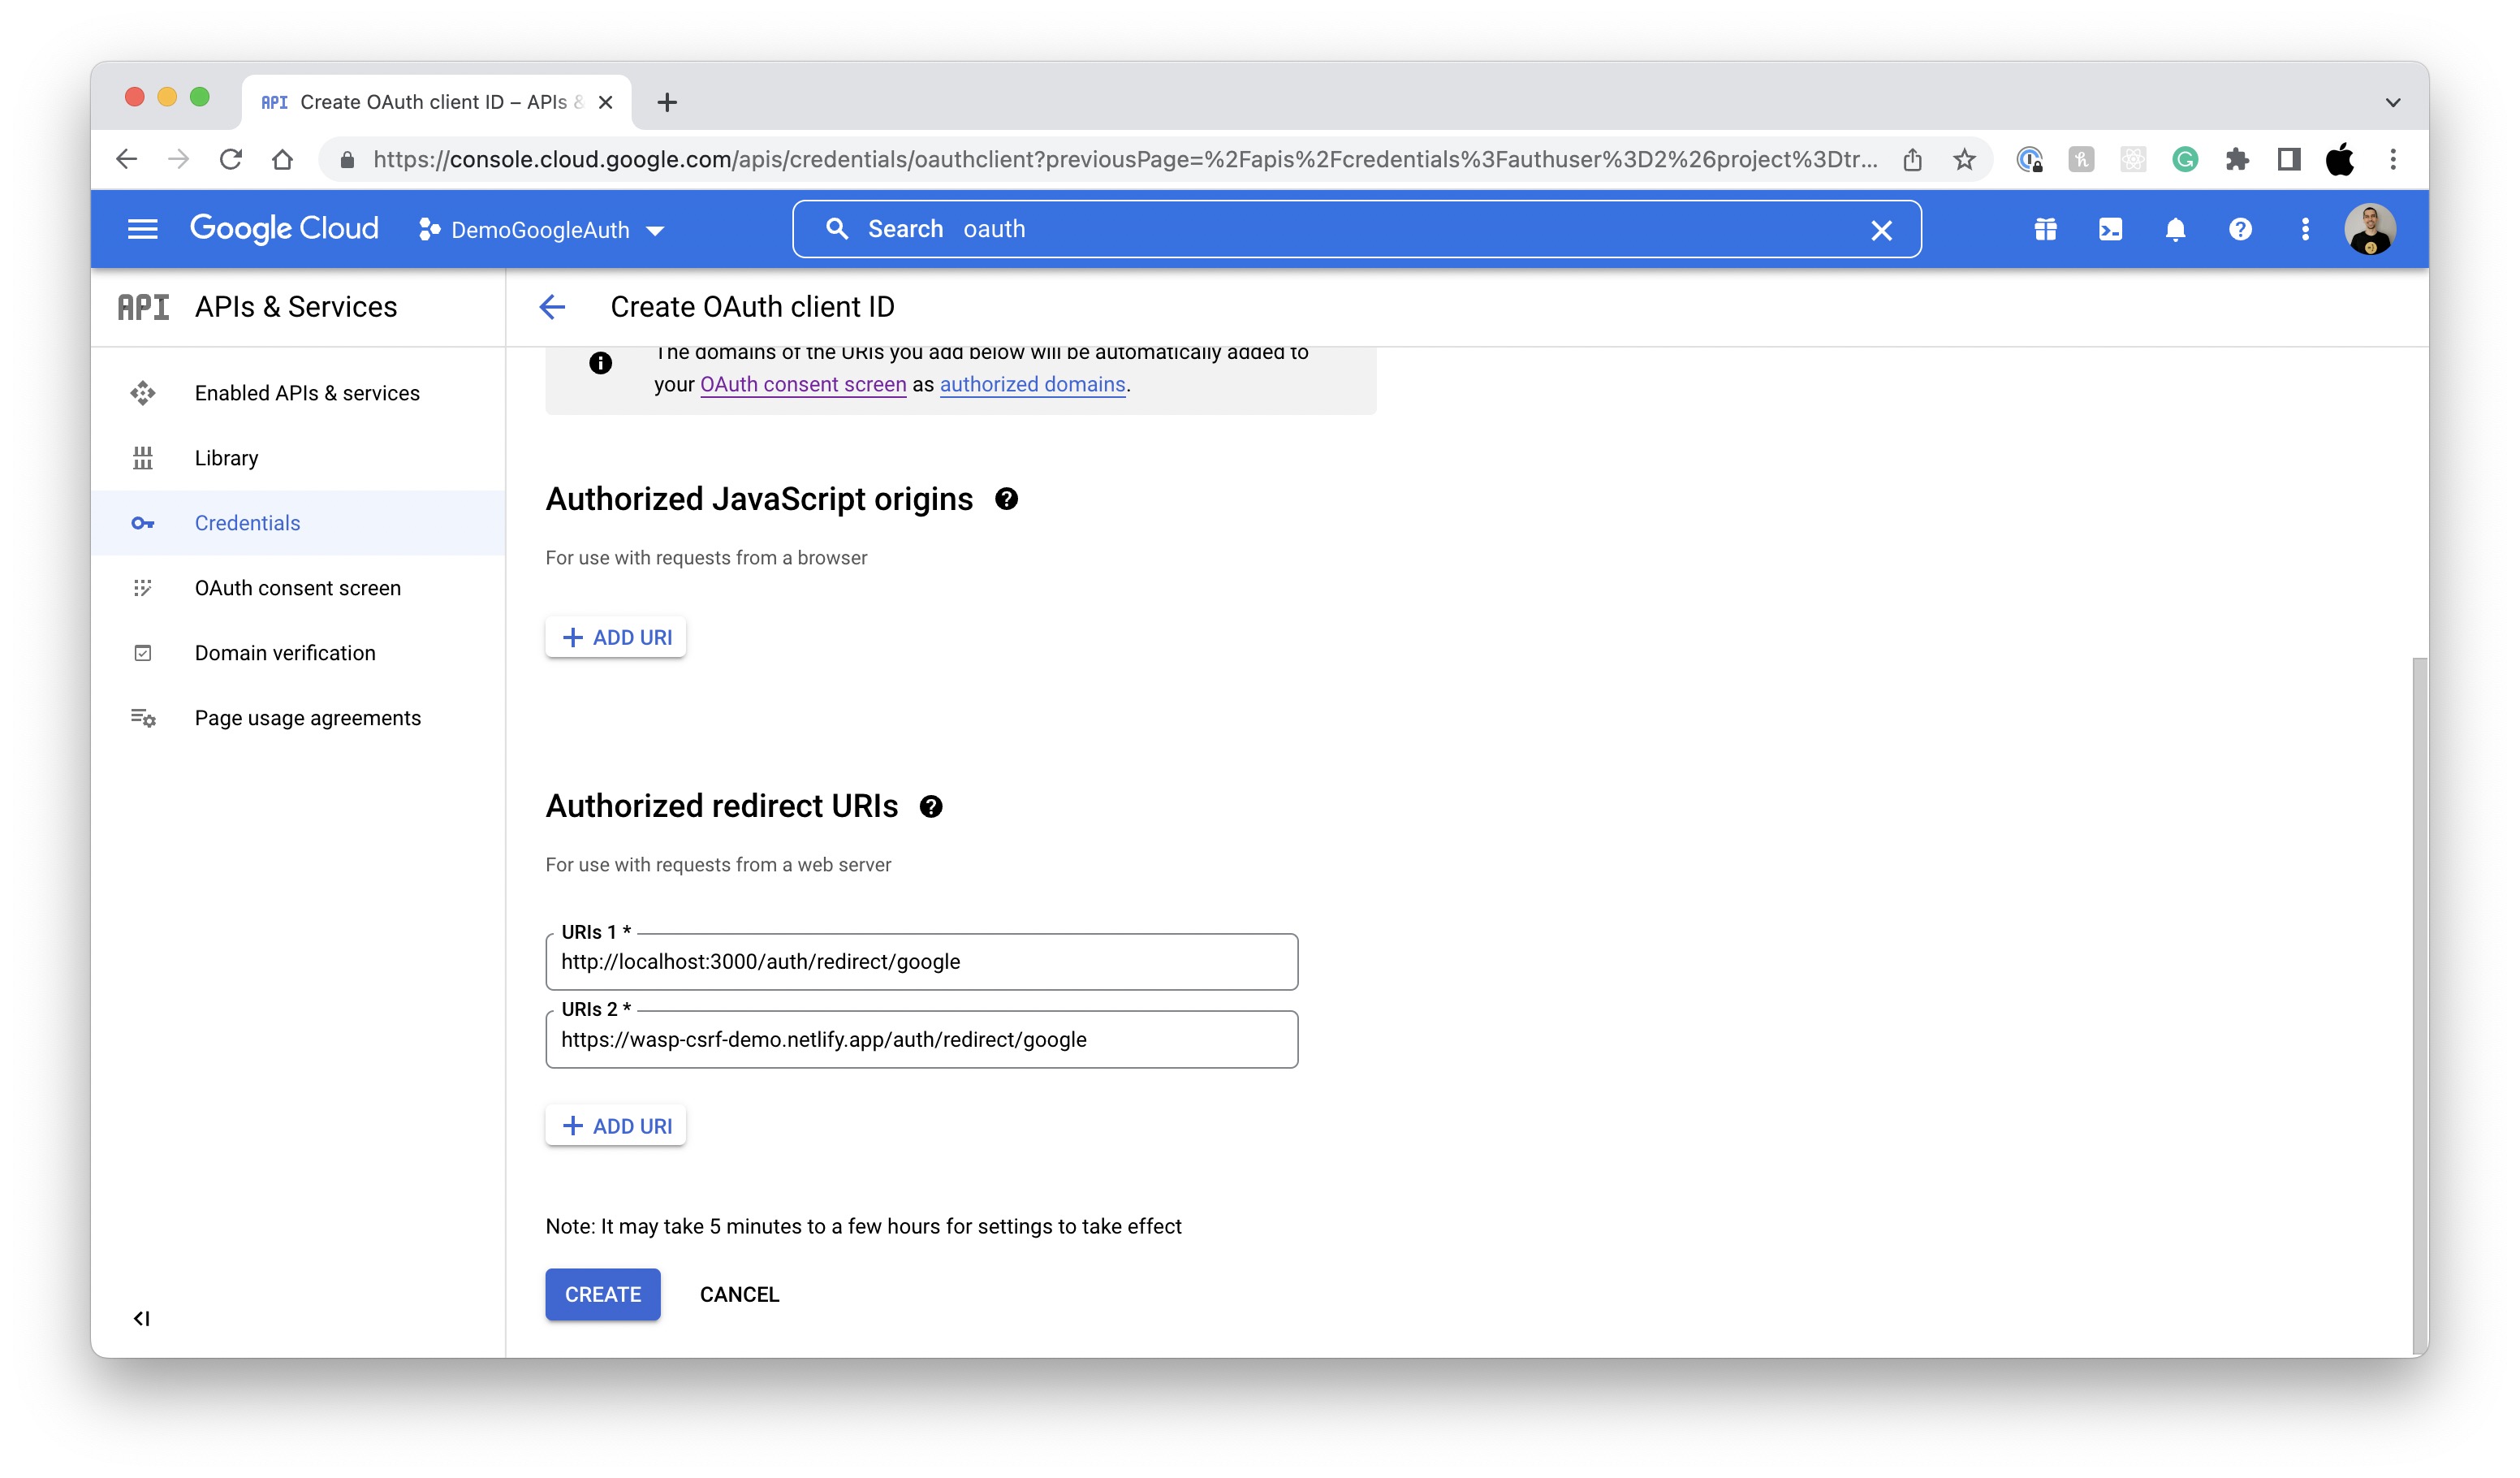 API Create OAuth client ID – APIs &
https://console.cloud.google.com/apis/credentials/oauthclient?previousPage=%2Fapis%2Fcredentials%3Fauthuser%3D2%26project%3Dtr...
Google Cloud
DemoGoogleAuth
Search oauth
API APIs & Services
Create OAuth client ID
Enabled APIs & services
Library
Credentials
OAuth consent screen
Domain verification
Page usage agreements
The domains of the URIs you add below will be automatically added to
your OAuth consent screen as authorized domains.
Authorized JavaScript origins
For use with requests from a browser
+ ADD URI
Authorized redirect URIs
For use with requests from a web server
URIs 1 *
http://localhost:3000/auth/redirect/google
URIs 2 *
https://wasp-csrf-demo.netlify.app/auth/redirect/google
+ ADD URI
Note: It may take 5 minutes to a few hours for settings to take effect
CREATE CANCEL